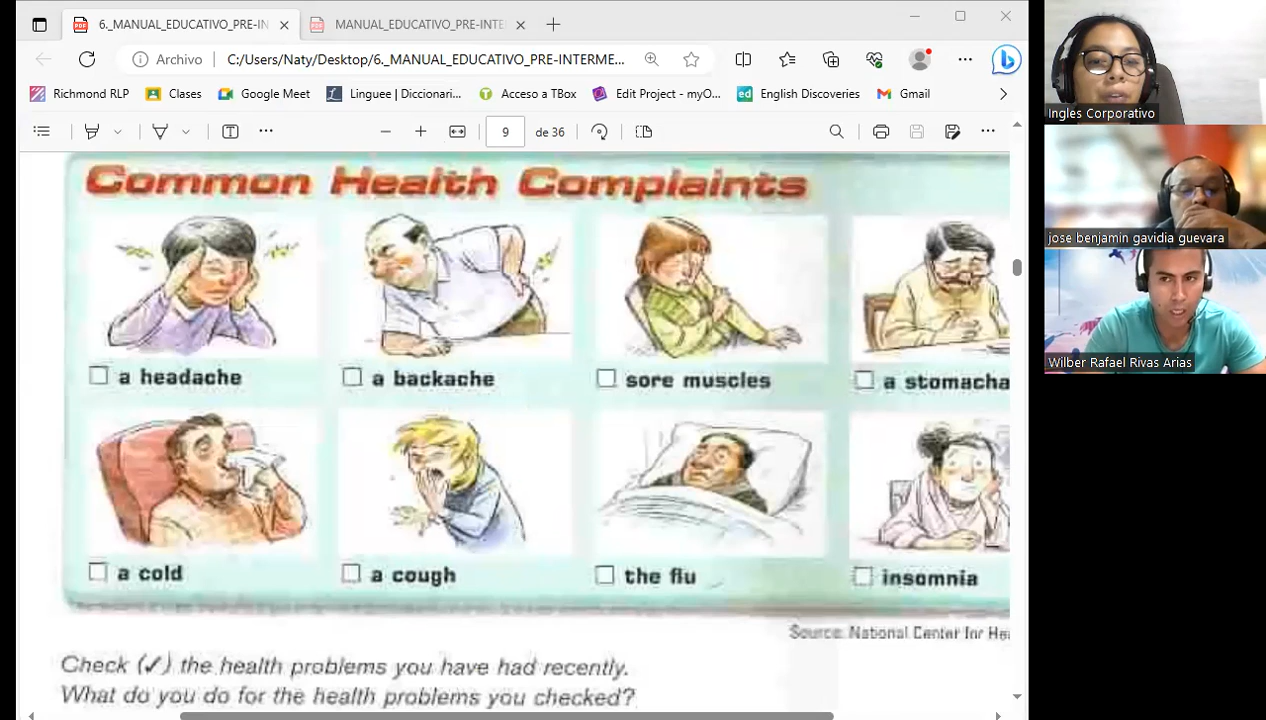 6._MANUAL_EDUCATIVO_PRE-IN
MANUAL_EDUCATIVO_PRE-INTE
Archivo
C:/Users/Naty/Desktop/6._MANUAL_EDUCATIVO_PRE-INTERME...
Richmond RLP
Clases
Google Meet
Linguee | Diccionari...
Acceso a TBox
Edit Project - myO...
English Discoveries
Gmail
9 de 36
Common Health Complaints
a headache
a backache
sore muscles
a stomacha
a cold
a cough
the flu
insomnia
Source: National Center for Hea
Check (✓) the health problems you have had recently.
What do you do for the health problems you checked?
Ingles Corporativo
jose benjamin gavidia guevara
Wilber Rafael Rivas Arias